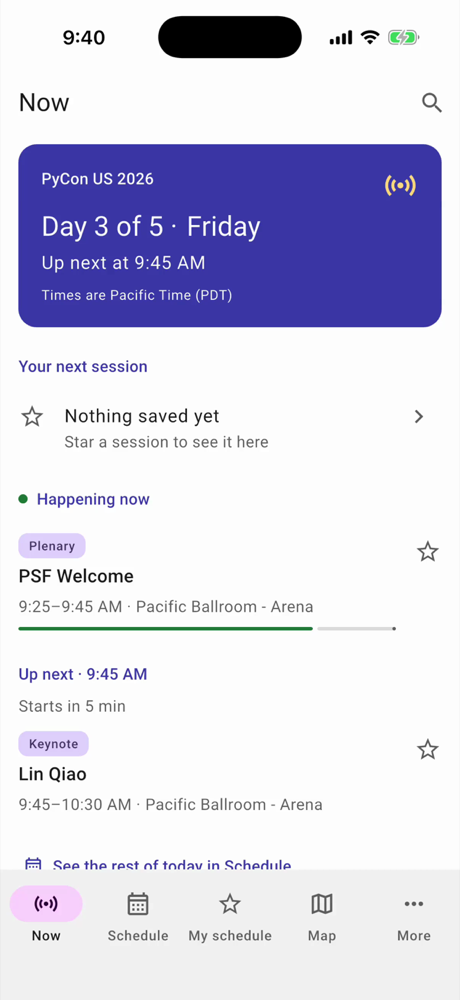 9:40
Now
PyCon US 2026
Day 3 of 5 · Friday
Up next at 9:45 AM
Times are Pacific Time (PDT)
Your next session
Nothing saved yet
Star a session to see it here
Happening now
Plenary
PSF Welcome
9:25–9:45 AM · Pacific Ballroom - Arena
Up next · 9:45 AM
Starts in 5 min
Keynote
Lin Qiao
9:45–10:30 AM · Pacific Ballroom - Arena
See the rest of today in Schedule
Now
Schedule
My schedule
Map
More